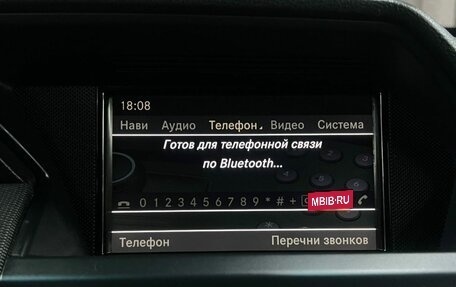 18:08
Нави Аудио Телефон Видео Система
Готов для телефонной связи
по Bluetooth...
0 1 2 3 4 5 6 7 8 9 * # +
MBIB.RU
Телефон Перечни звонков